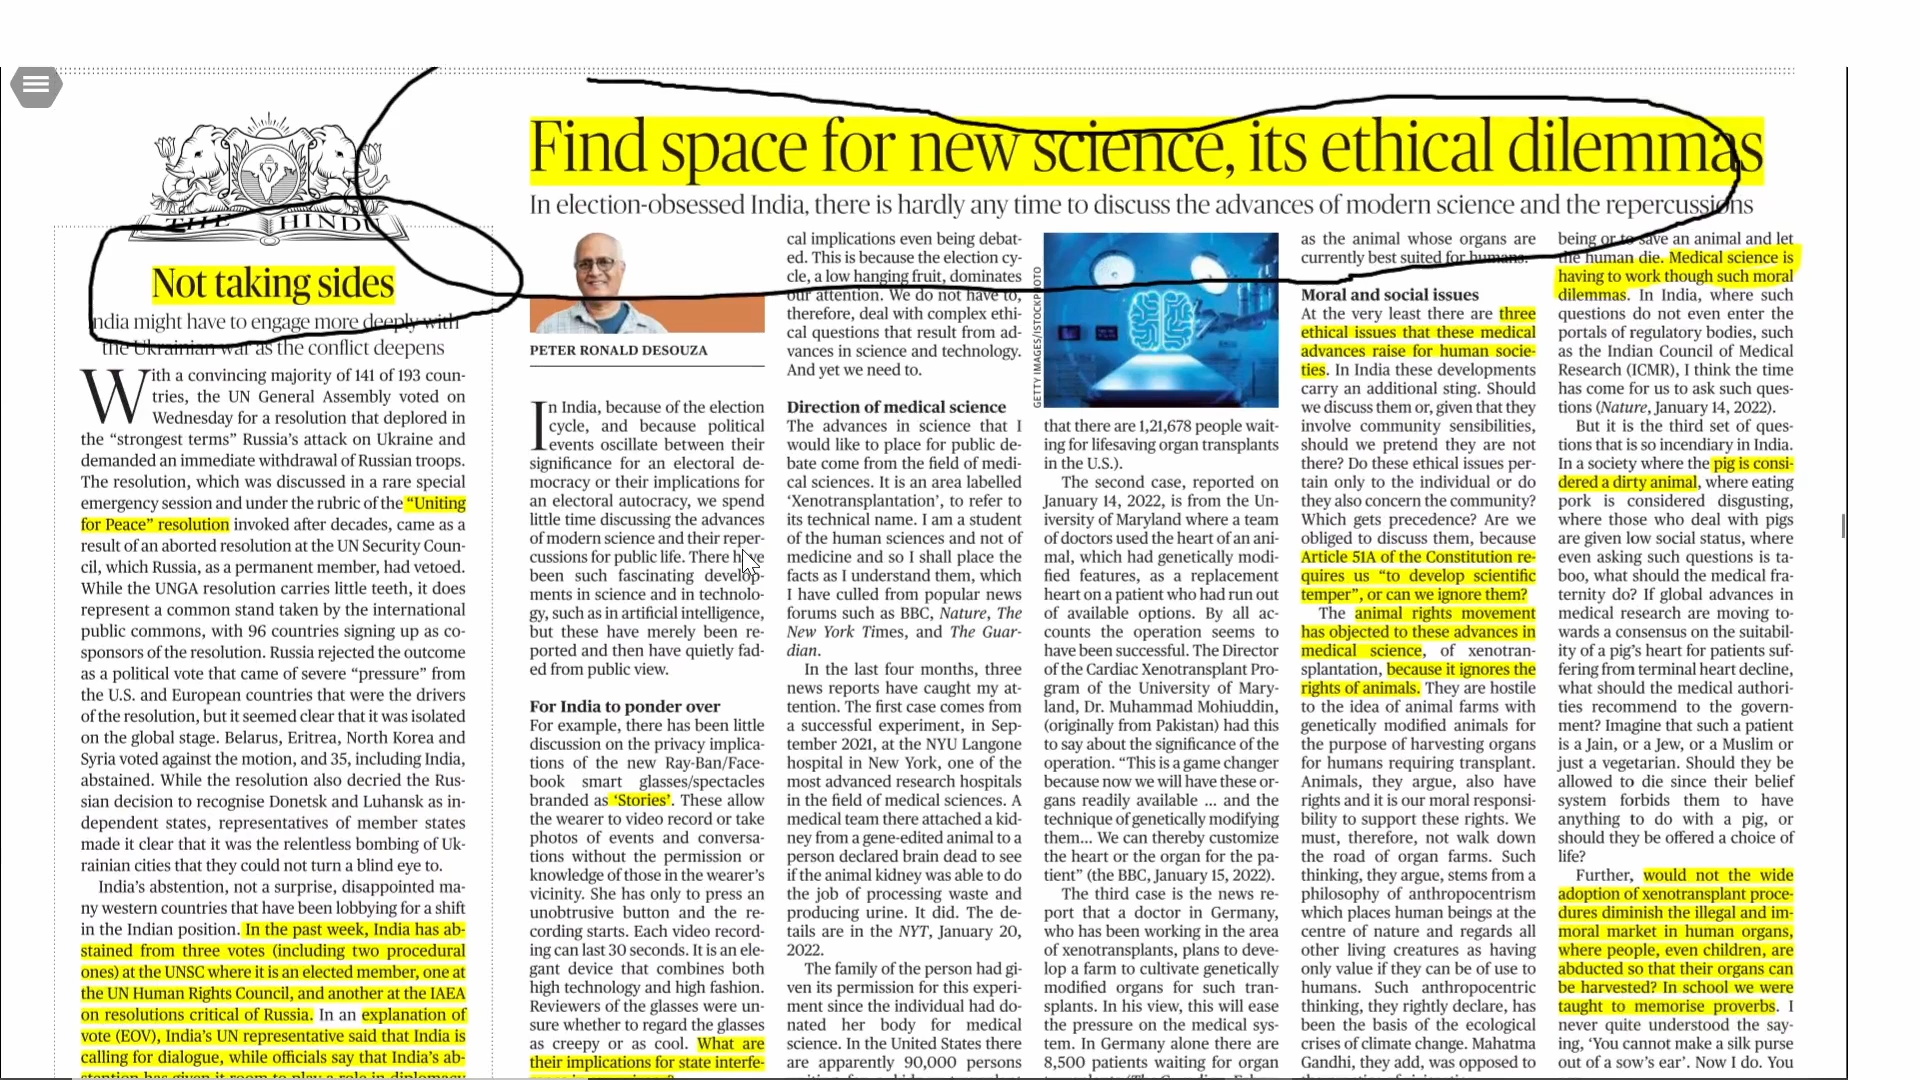 THE HINDU
Not taking sides
India might have to engage more deeply with
the Ukrainian war as the conflict deepens
With a convincing majority of 141 of 193 coun-
tries, the UN General Assembly voted on
Wednesday for a resolution that deplored in
the “strongest terms” Russia’s attack on Ukraine and
demanded an immediate withdrawal of Russian troops.
The resolution, which was discussed in a rare special
emergency session and under the rubric of the “Uniting
for Peace” resolution invoked after decades, came as a
result of an aborted resolution at the UN Security Coun-
cil, which Russia, as a permanent member, had vetoed.
While the UNGA resolution carries little teeth, it does
represent a common stand taken by the international
public commons, with 96 countries signing up as co-
sponsors of the resolution. Russia rejected the outcome
as a political vote that came of severe “pressure” from
the U.S. and European countries that were the drivers
of the resolution, but it seemed clear that it was isolated
on the global stage. Belarus, Eritrea, North Korea and
Syria voted against the motion, and 35, including India,
abstained. While the resolution also decried the Rus-
sian decision to recognise Donetsk and Luhansk as in-
dependent states, representatives of member states
made it clear that it was the relentless bombing of Uk-
rainian cities that they could not turn a blind eye to.
India’s abstention, not a surprise, disappointed ma-
ny western countries that have been lobbying for a shift
in the Indian position. In the past week, India has ab-
stained from three votes (including two procedural
ones) at the UNSC where it is an elected member, one at
the UN Human Rights Council, and another at the IAEA
on resolutions critical of Russia. In an explanation of
vote (EOV), India’s UN representative said that India is
calling for dialogue, while officials say that India’s ab-
stention has given it room to play a role in diplomacy
Find space for new science, its ethical dilemmas
In election-obsessed India, there is hardly any time to discuss the advances of modern science and the repercussions
PETER RONALD DESOUZA
In India, because of the election
cycle, and because political
events oscillate between their
significance for an electoral de-
mocracy or their implications for
an electoral autocracy, we spend
little time discussing the advances
of modern science and their reper-
cussions for public life. There have
been such fascinating develop-
ments in science and in technolo-
gy, such as in artificial intelligence,
but these have merely been re-
ported and then have quietly fad-
ed from public view.
For India to ponder over
For example, there has been little
discussion on the privacy implica-
tions of the new Ray-Ban/Face-
book smart glasses/spectacles
branded as ‘Stories’. These allow
the wearer to video record or take
photos of events and conversa-
tions without the permission or
knowledge of those in the wearer’s
vicinity. She has only to press an
unobtrusive button and the re-
cording starts. Each video record-
ing can last 30 seconds. It is an ele-
gant device that combines both
high technology and high fashion.
Reviewers of the glasses were un-
sure whether to regard the glasses
as creepy or as cool. What are
their implications for state interfe-
cal implications even being debat-
ed. This is because the election cy-
cle, a low hanging fruit, dominates
our attention. We do not have to,
therefore, deal with complex ethi-
cal questions that result from ad-
vances in science and technology.
And yet we need to.
Direction of medical science
The advances in science that I
would like to place for public de-
bate come from the field of medi-
cal sciences. It is an area labelled
‘Xenotransplantation’, to refer to
its technical name. I am a student
of the human sciences and not of
medicine and so I shall place the
facts as I understand them, which
I have culled from popular news
forums such as BBC, Nature, The
New York Times, and The Guar-
dian.
In the last four months, three
news reports have caught my at-
tention. The first case comes from
a successful experiment, in Sep-
tember 2021, at the NYU Langone
hospital in New York, one of the
most advanced research hospitals
in the field of medical sciences. A
medical team there attached a kid-
ney from a gene-edited animal to a
person declared brain dead to see
if the animal kidney was able to do
the job of processing waste and
producing urine. It did. The de-
tails are in the NYT, January 20,
2022.
The family of the person had gi-
ven its permission for this experi-
ment since the individual had do-
nated her body for medical
science. In the United States there
are apparently 90,000 persons
GETTY IMAGES/ISTOCKPHOTO
that there are 1,21,678 people wait-
ing for lifesaving organ transplants
in the U.S.).
The second case, reported on
January 14, 2022, is from the Un-
iversity of Maryland where a team
of doctors used the heart of an ani-
mal, which had genetically modi-
fied features, as a replacement
heart on a patient who had run out
of available options. By all ac-
counts the operation seems to
have been successful. The Director
of the Cardiac Xenotransplant Pro-
gram of the University of Mary-
land, Dr. Muhammad Mohiuddin,
(originally from Pakistan) had this
to say about the significance of the
operation. “This is a game changer
because now we will have these or-
gans readily available ... and the
technique of genetically modifying
them... We can thereby customize
the heart or the organ for the pa-
tient” (the BBC, January 15, 2022).
The third case is the news re-
port that a doctor in Germany,
who has been working in the area
of xenotransplants, plans to deve-
lop a farm to cultivate genetically
modified organs for such tran-
splants. In his view, this will ease
the pressure on the medical sys-
tem. In Germany alone there are
8,500 patients waiting for organ
as the animal whose organs are
currently best suited for humans.
Moral and social issues
At the very least there are three
ethical issues that these medical
advances raise for human socie-
ties. In India these developments
carry an additional sting. Should
we discuss them or, given that they
involve community sensibilities,
should we pretend they are not
there? Do these ethical issues per-
tain only to the individual or do
they also concern the community?
Which gets precedence? Are we
obliged to discuss them, because
Article 51A of the Constitution re-
quires us “to develop scientific
temper”, or can we ignore them?
The animal rights movement
has objected to these advances in
medical science, of xenotran-
splantation, because it ignores the
rights of animals. They are hostile
to the idea of animal farms with
genetically modified animals for
the purpose of harvesting organs
for humans requiring transplant.
Animals, they argue, also have
rights and it is our moral responsi-
bility to support these rights. We
must, therefore, not walk down
the road of organ farms. Such
thinking, they argue, stems from a
philosophy of anthropocentrism
which places human beings at the
centre of nature and regards all
other living creatures as having
only value if they can be of use to
humans. Such anthropocentric
thinking, they rightly declare, has
been the basis of the ecological
crises of climate change. Mahatma
Gandhi, they add, was opposed to
being or to save an animal and let
the human die. Medical science is
having to work though such moral
dilemmas. In India, where such
questions do not even enter the
portals of regulatory bodies, such
as the Indian Council of Medical
Research (ICMR), I think the time
has come for us to ask such ques-
tions (Nature, January 14, 2022).
But it is the third set of ques-
tions that is so incendiary in India.
In a society where the pig is consi-
dered a dirty animal, where eating
pork is considered disgusting,
where those who deal with pigs
are given low social status, where
even asking such questions is ta-
boo, what should the medical fra-
ternity do? If global advances in
medical research are moving to-
wards a consensus on the suitabil-
ity of a pig’s heart for patients suf-
fering from terminal heart decline,
what should the medical authori-
ties recommend to the govern-
ment? Imagine that such a patient
is a Jain, or a Jew, or a Muslim or
just a vegetarian. Should they be
allowed to die since their belief
system forbids them to have
anything to do with a pig, or
should they be offered a choice of
life?
Further, would not the wide
adoption of xenotransplant proce-
dures diminish the illegal and im-
moral market in human organs,
where people, even children, are
abducted so that their organs can
be harvested? In school we were
taught to memorise proverbs. I
never quite understood the say-
ing, ‘You cannot make a silk purse
out of a sow’s ear’. Now I do. You